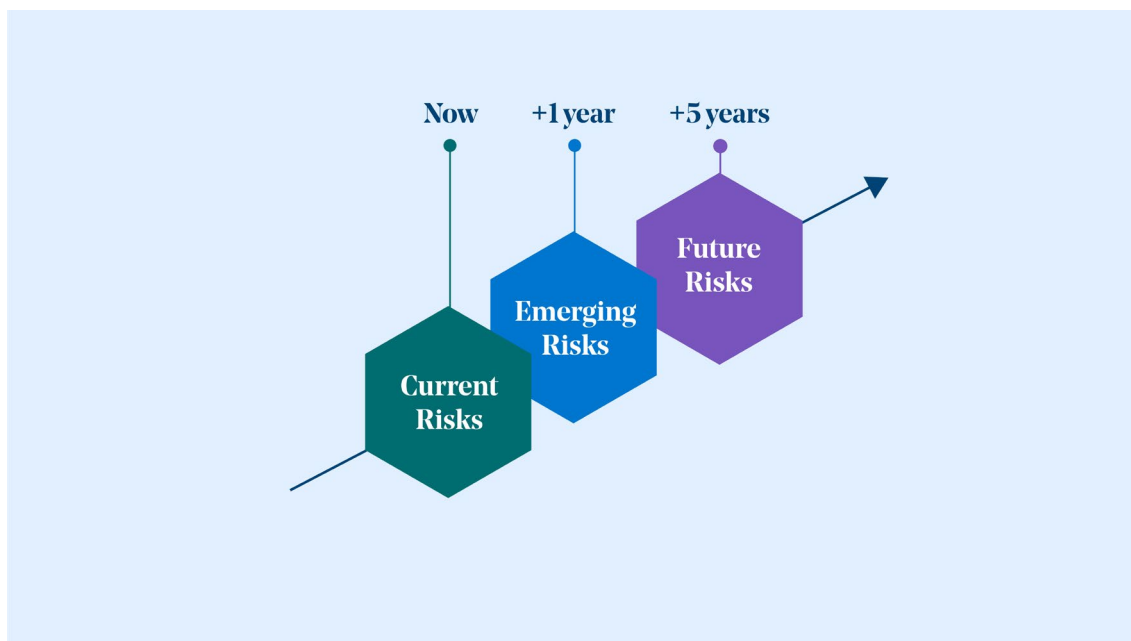 Now
+1 year
+5 years
Future
Risks
Emerging
Risks
Current
Risks